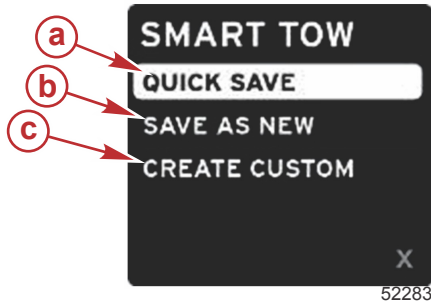 SMART TOW
a
QUICK SAVE
b
SAVE AS NEW
c
CREATE CUSTOM
X
52283